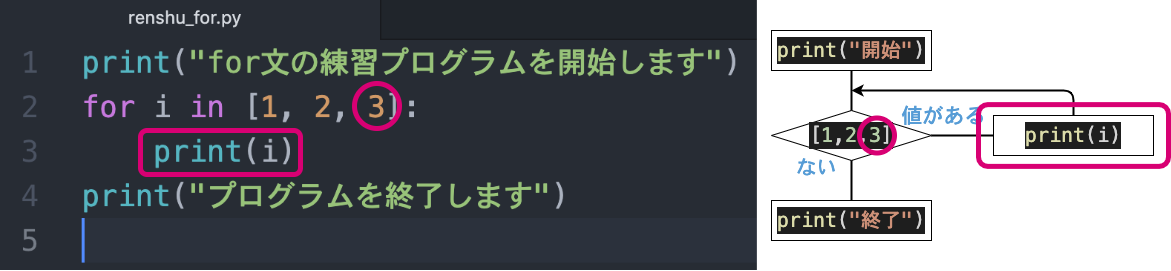 renshu_for.py
1 print("for文の練習プログラムを開始します")
2 for i in [1, 2, 3]:
3 print(i)
4 print("プログラムを終了します")
5
print("開始")
値がある
[1,2,3]
print(i)
ない
print("終了")